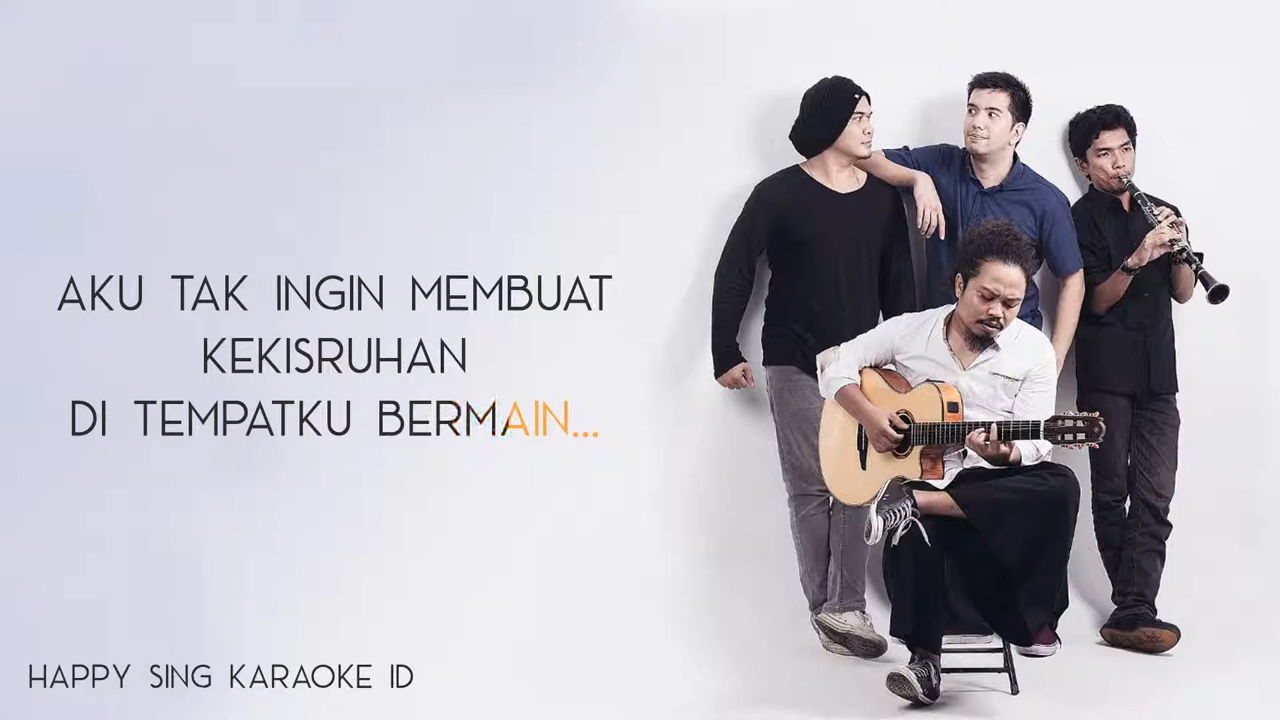 AKU TAK INGIN MEMBUAT
KEKISRUHAN
DI TEMPATKU BERMAIN...
HAPPY SING KARAOKE ID